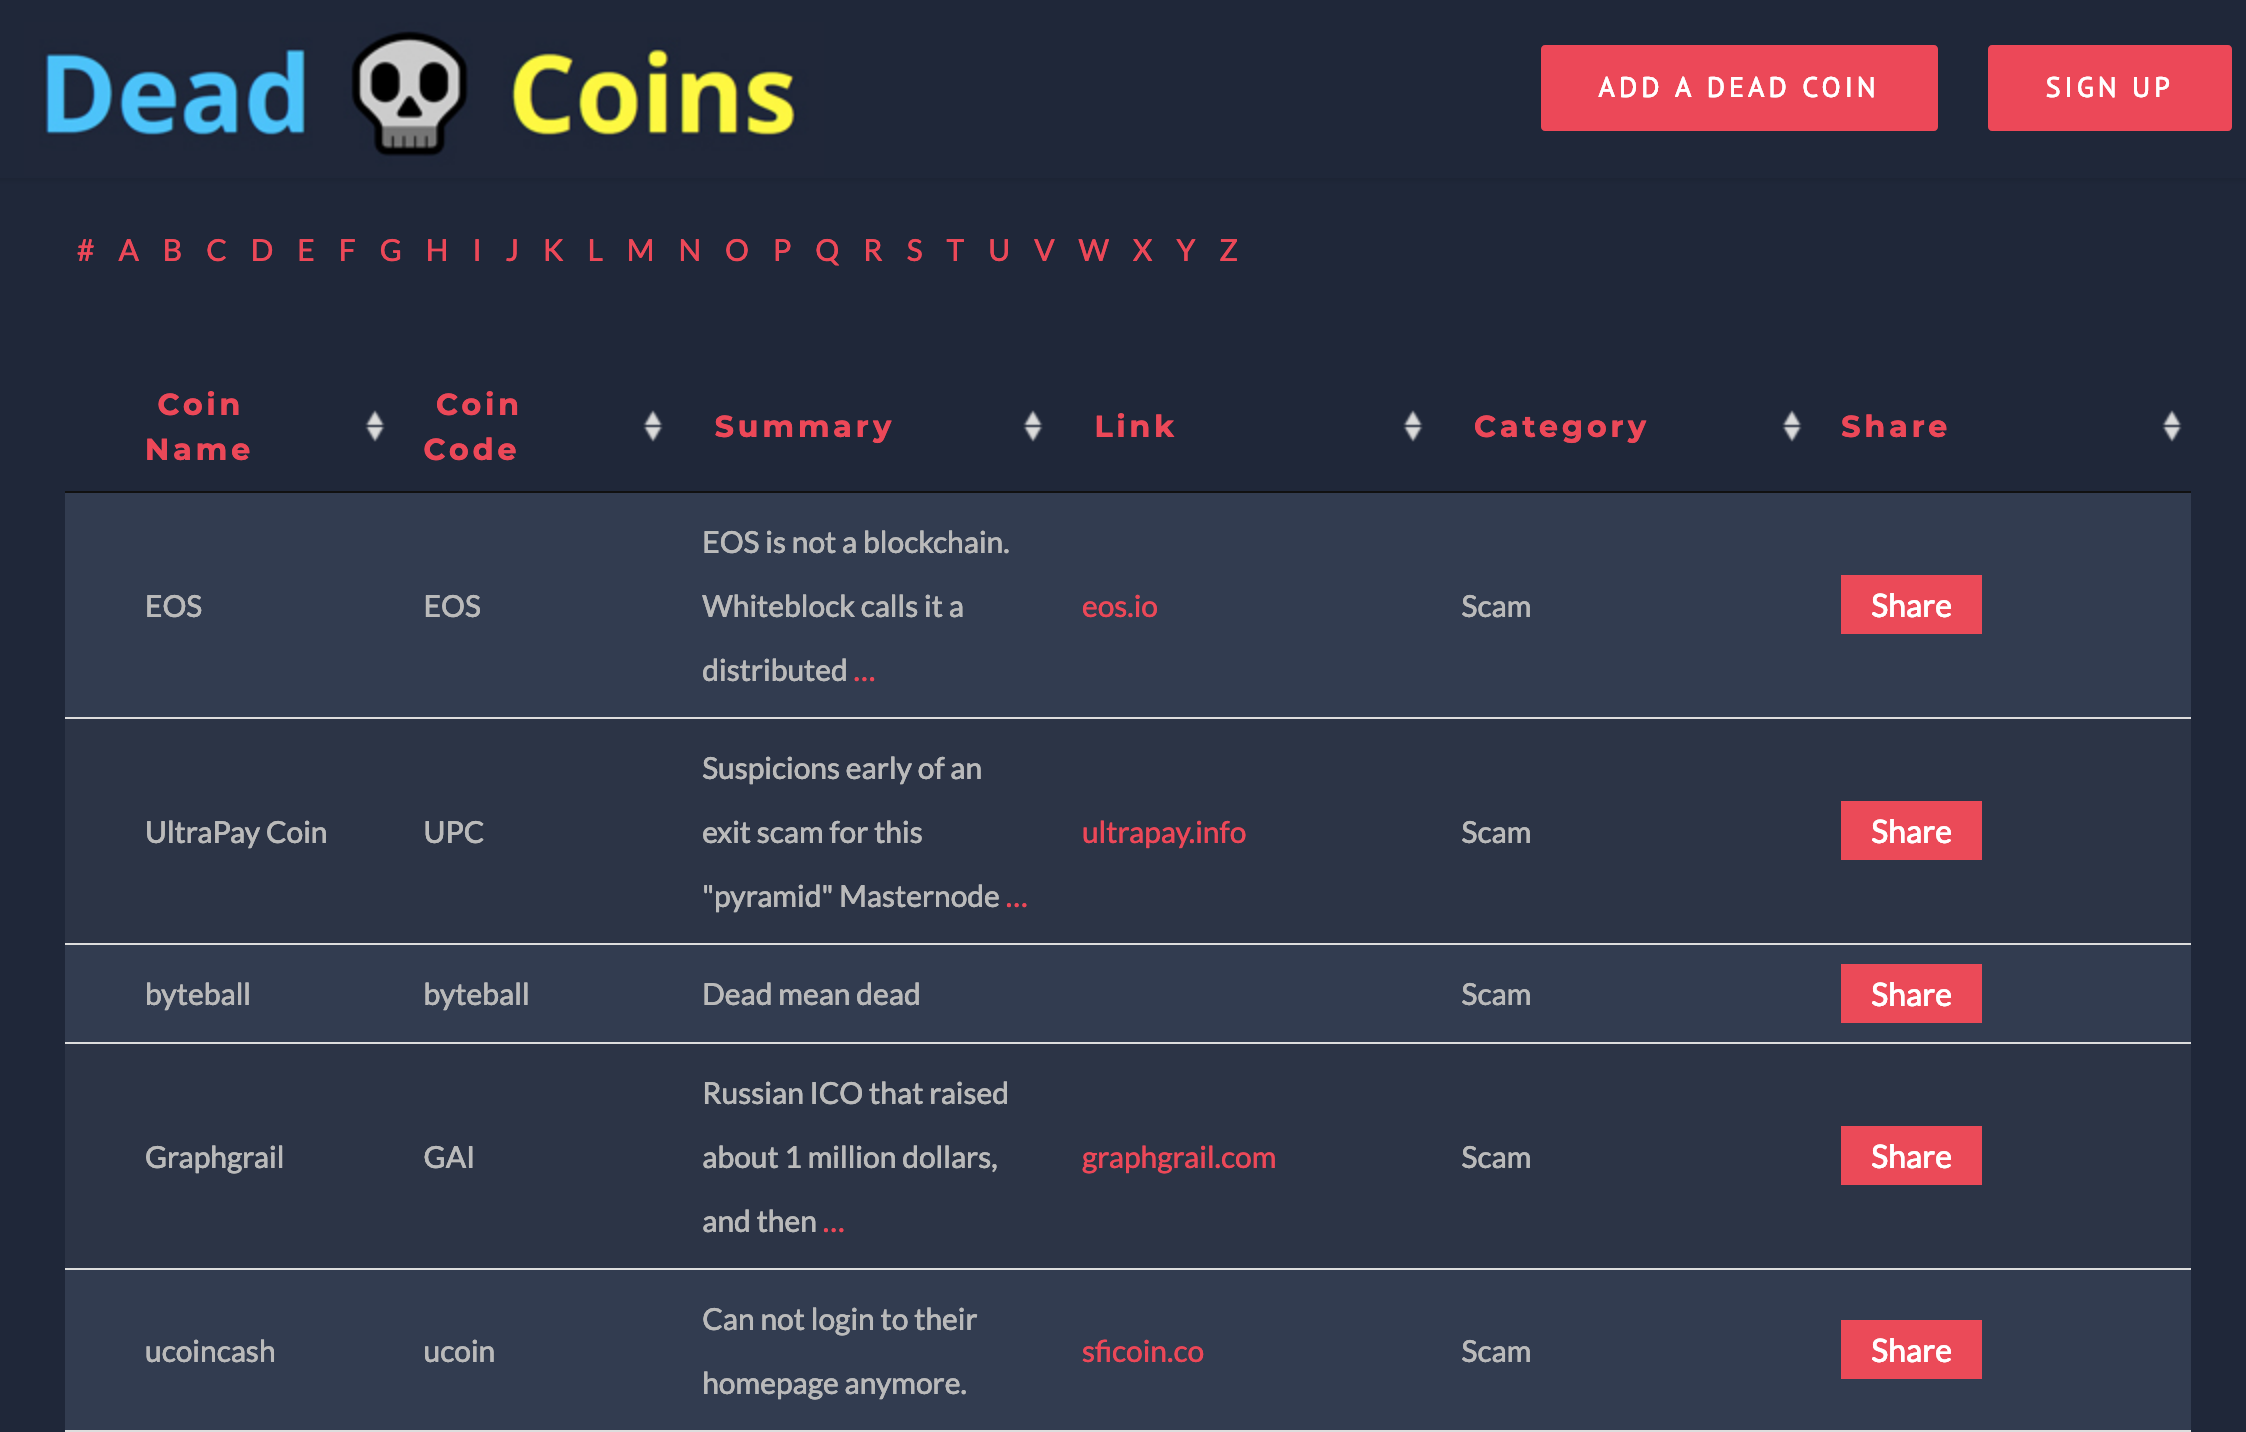 Dead Coins
ADD A DEAD COIN
SIGN UP
# A B C D E F G H I J K L M N O P Q R S T U V W X Y Z
Coin Name
Coin Code
Summary
Link
Category
Share
EOS
EOS
EOS is not a blockchain.
Whiteblock calls it a
distributed ...
eos.io
Scam
Share
UltraPay Coin
UPC
Suspicions early of an
exit scam for this
"pyramid" Masternode ...
ultrapay.info
Scam
Share
byteball
byteball
Dead mean dead
Scam
Share
Graphgrail
GAI
Russian ICO that raised
about 1 million dollars,
and then ...
graphgrail.com
Scam
Share
ucoincash
ucoin
Can not login to their
homepage anymore.
sficoin.co
Scam
Share